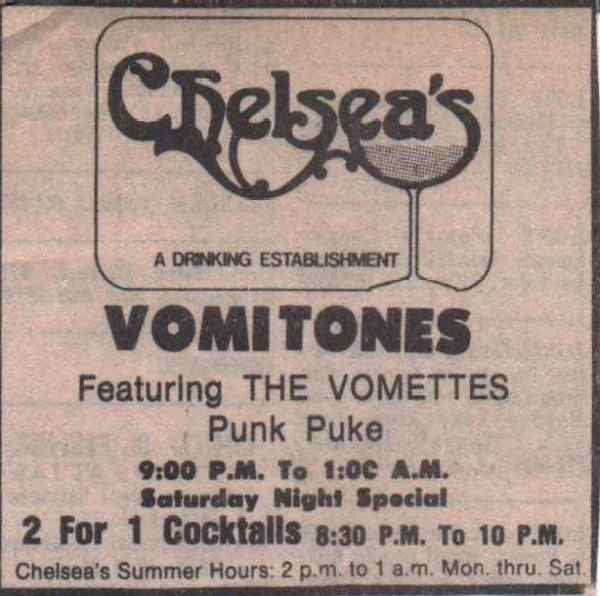 Chelsea's
A DRINKING ESTABLISHMENT
VOMITONES
Featuring THE VOMETTES
Punk Puke
9:00 P.M. To 1:00 A.M.
Saturday Night Special
2 For 1 Cocktails 8:30 P.M. To 10 P.M.
Chelsea's Summer Hours: 2 p.m. to 1 a.m. Mon. thru. Sat.